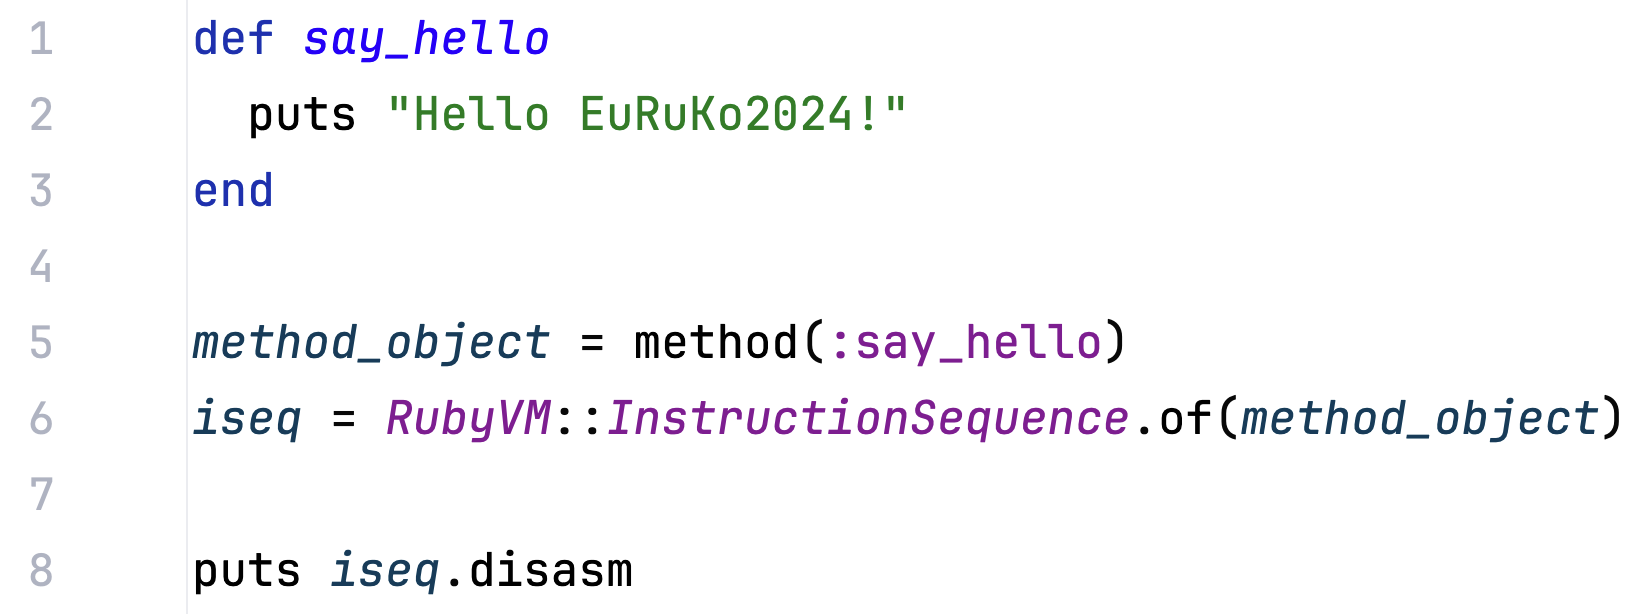 1 def say_hello
2   puts "Hello EuRuKo2024!"
3 end
4
5 method_object = method(:say_hello)
6 iseq = RubyVM::InstructionSequence.of(method_object)
7
8 puts iseq.disasm